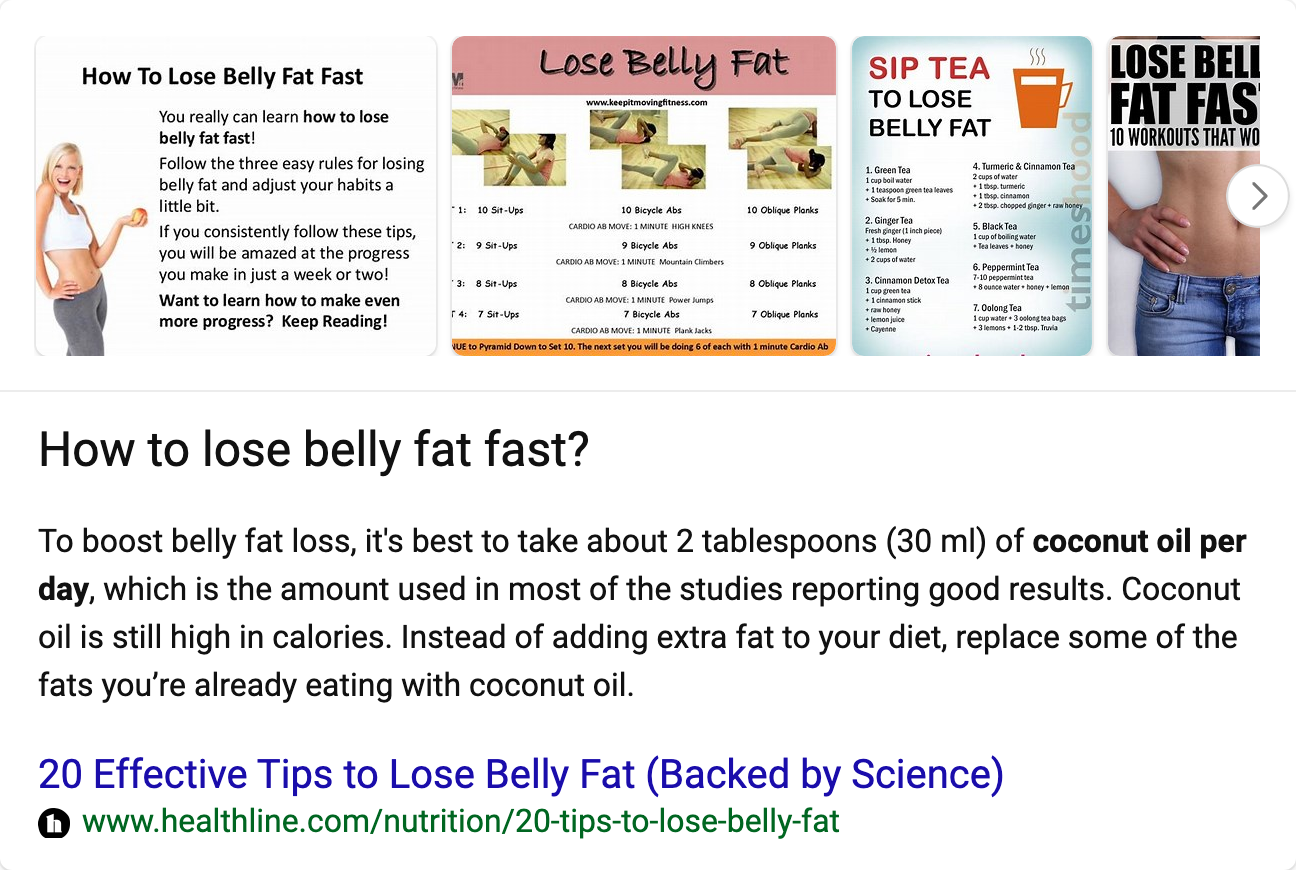 How To Lose Belly Fat Fast
You really can learn how to lose
belly fat fast!
Follow the three easy rules for losing
belly fat and adjust your habits a
little bit.
If you consistently follow these tips,
you will be amazed at the progress
you make in just a week or two!
Want to learn how to make even
more progress? Keep Reading!
Lose Belly Fat
www.keepitmovingfitness.com
1: 10 Sit-Ups 10 Bicycle Abs 10 Oblique Planks
CARDIO AB MOVE: 1 MINUTE HIGH KNEES
2: 9 Sit-Ups 9 Bicycle Abs 9 Oblique Planks
CARDIO AB MOVE: 1 MINUTE Mountain Climbers
3: 8 Sit-Ups 8 Bicycle Abs 8 Oblique Planks
CARDIO AB MOVE: 1 MINUTE Power Jumps
T 4: 7 Sit-Ups 7 Bicycle Abs 7 Oblique Planks
CARDIO AB MOVE: 1 MINUTE Plank Jacks
NUE to Pyramid Down to Set 10. The next set you will be doing 6 of each with 1 minute Cardio Ab
SIP TEA
TO LOSE
BELLY FAT
1. Green Tea
1 cup boil water
+ 1 teaspoon green tea leaves
+ Soak for 5 min.
2. Ginger Tea
Fresh ginger (1 inch piece)
+ 1 tbsp. Honey
+ ½ lemon
+ 2 cups of water
3. Cinnamon Detox Tea
1 cup green tea
+ 1 cinnamon stick
+ raw honey
+ lemon juice
+ Cayenne
4. Turmeric & Cinnamon Tea
2 cups of water
+ 1 tbsp. turmeric
+ 1 tbsp. cinnamon
+ 2 tbsp. chopped ginger + raw honey
5. Black Tea
1 cup of boiling water
+ Tea leaves + honey
6. Peppermint Tea
7-10 peppermint tea
+ 8 ounce water + honey + lemon
7. Oolong Tea
1 cup water + 3 oolong tea bags
+ 3 lemons + 1-2 tbsp. Truvia
timeshood
LOSE BELL
FAT FAS
10 WORKOUTS THAT WO
How to lose belly fat fast?
To boost belly fat loss, it's best to take about 2 tablespoons (30 ml) of coconut oil per
day, which is the amount used in most of the studies reporting good results. Coconut
oil is still high in calories. Instead of adding extra fat to your diet, replace some of the
fats you’re already eating with coconut oil.
20 Effective Tips to Lose Belly Fat (Backed by Science)
www.healthline.com/nutrition/20-tips-to-lose-belly-fat